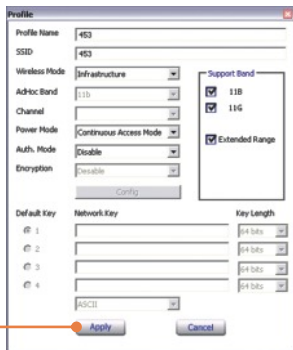 Profile
Profile Name 453
SSID 453
Wireless Mode Infrastructure
AdHoc Band 11b
Channel
Power Mode Continuous Access Mode
Auth. Mode Disable
Encryption Desable
Config
Support Band
11B
11G
Extended Range
Default Key Network Key Key Length
1 64 bits
2 64 bits
3 64 bits
4 64 bits
ASCII
Apply Cancel